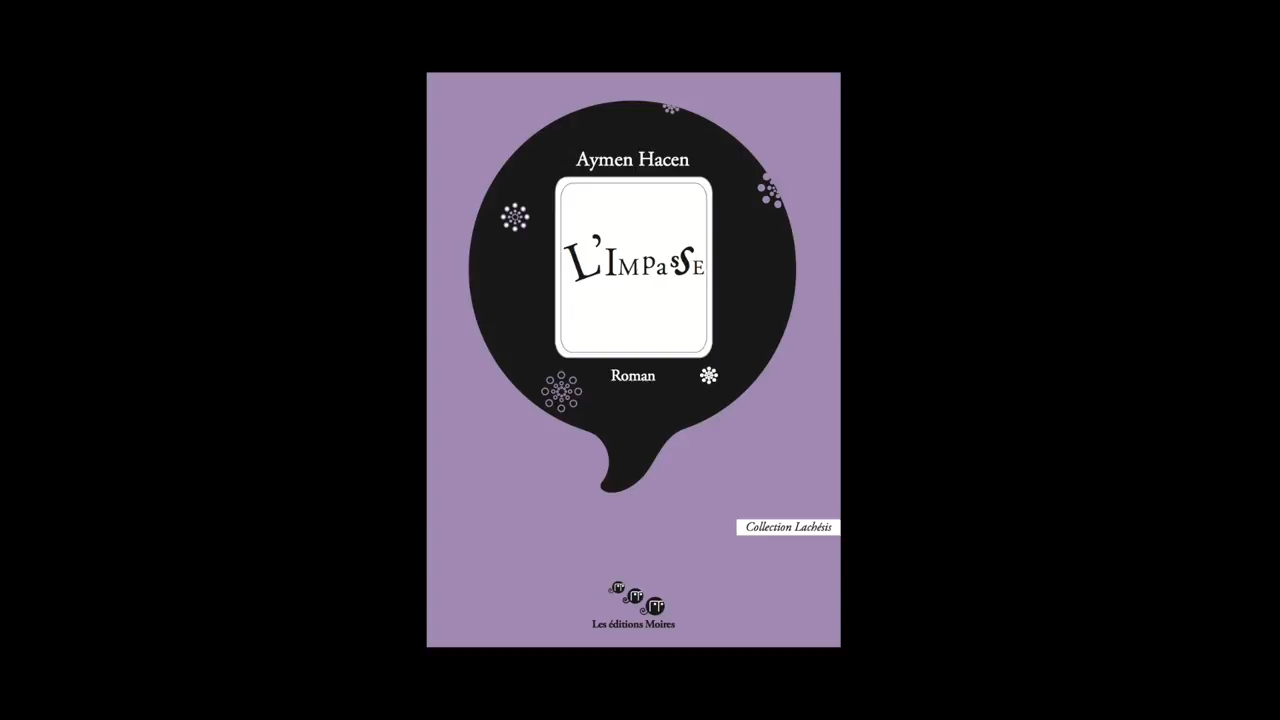 Aymen Hacen
L'Impasse
Roman
Collection Lachésis
Les éditions Moires